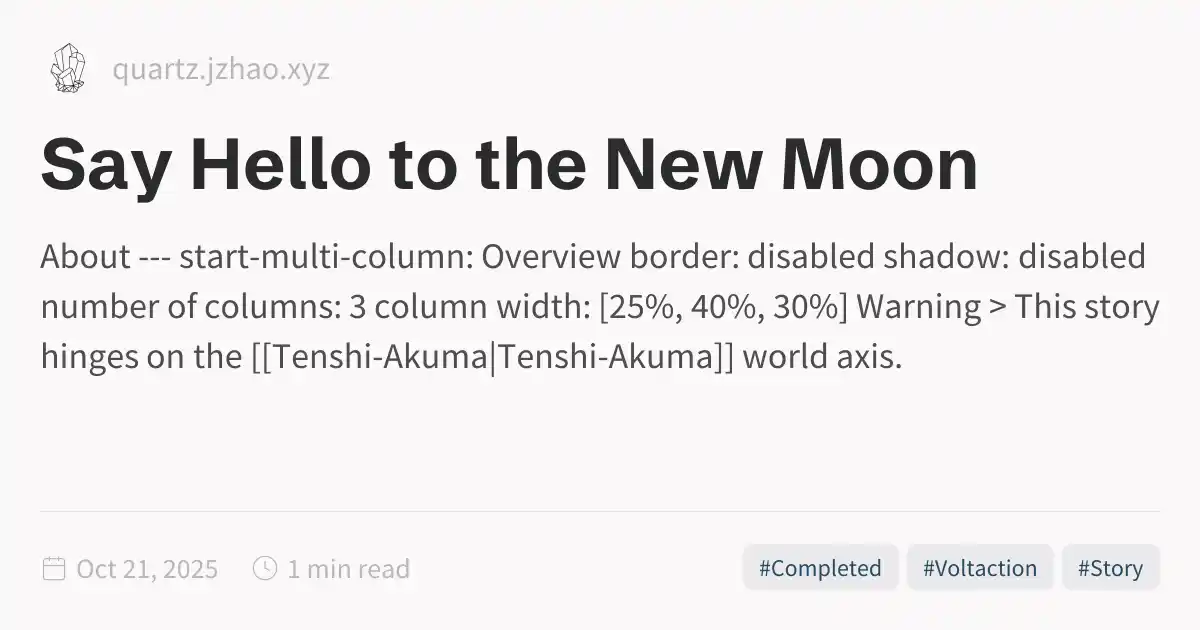 quartz.jzhao.xyz
Say Hello to the New Moon
About --- start-multi-column: Overview border: disabled shadow: disabled
number of columns: 3 column width: [25%, 40%, 30%] Warning > This story
hinges on the [[Tenshi-Akuma|Tenshi-Akuma]] world axis.
Oct 21, 2025 1 min read #Completed #Voltaction #Story